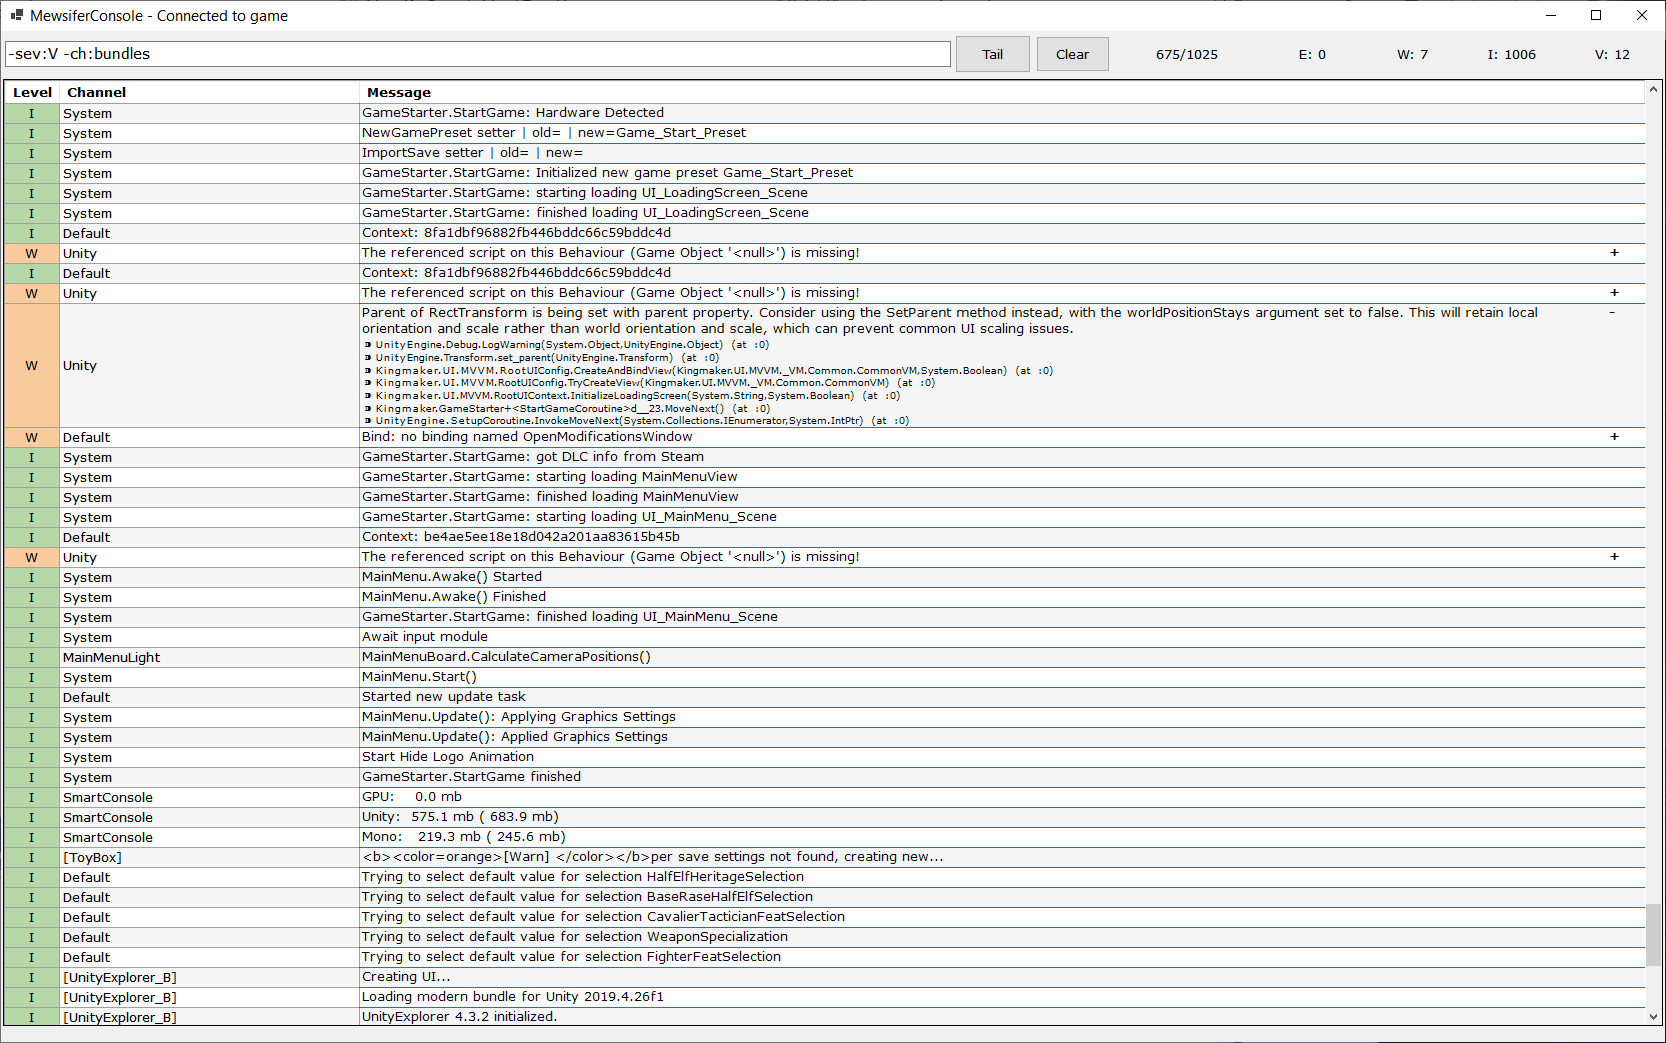 MewsiferConsole - Connected to game
-sev:V -ch:bundles Tail Clear 675/1025 E: 0 W: 7 I: 1006 V: 12
Level Channel Message
I System GameStarter.StartGame: Hardware Detected
I System NewGamePreset setter | old= | new=Game_Start_Preset
I System ImportSave setter | old= | new=
I System GameStarter.StartGame: Initialized new game preset Game_Start_Preset
I System GameStarter.StartGame: starting loading UI_LoadingScreen_Scene
I System GameStarter.StartGame: finished loading UI_LoadingScreen_Scene
I Default Context: 8fa1dbf96882fb446bddc66c59bddc4d
W Unity The referenced script on this Behaviour (Game Object '<null>') is missing! +
I Default Context: 8fa1dbf96882fb446bddc66c59bddc4d
W Unity The referenced script on this Behaviour (Game Object '<null>') is missing! +
Parent of RectTransform is being set with parent property. Consider using the SetParent method instead, with the worldPositionStays argument set to false. This will retain local -
orientation and scale rather than world orientation and scale, which can prevent common UI scaling issues.
UnityEngine.Debug.LogWarning(System.Object,UnityEngine.Object) (at :0)
UnityEngine.Transform.set_parent(UnityEngine.Transform) (at :0)
W Unity Kingmaker.UI.MVVM.RootUIConfig.CreateAndBindView(Kingmaker.UI.MVVM._VM.Common.CommonVM,System.Boolean) (at :0)
Kingmaker.UI.MVVM.RootUIConfig.TryCreateView(Kingmaker.UI.MVVM._VM.Common.CommonVM) (at :0)
Kingmaker.UI.MVVM.RootUIContext.InitializeLoadingScreen(System.String,System.Boolean) (at :0)
Kingmaker.GameStarter+<StartGameCoroutine>d__23.MoveNext() (at :0)
UnityEngine.SetupCoroutine.InvokeMoveNext(System.Collections.IEnumerator,System.IntPtr) (at :0)
W Default Bind: no binding named OpenModificationsWindow +
I System GameStarter.StartGame: got DLC info from Steam
I System GameStarter.StartGame: starting loading MainMenuView
I System GameStarter.StartGame: finished loading MainMenuView
I System GameStarter.StartGame: starting loading UI_MainMenu_Scene
I Default Context: be4ae5ee18e18d042a201aa83615b45b
W Unity The referenced script on this Behaviour (Game Object '<null>') is missing! +
I System MainMenu.Awake() Started
I System MainMenu.Awake() Finished
I System GameStarter.StartGame: finished loading UI_MainMenu_Scene
I System Await input module
I MainMenuLight MainMenuBoard.CalculateCameraPositions()
I System MainMenu.Start()
I Default Started new update task
I System MainMenu.Update(): Applying Graphics Settings
I System MainMenu.Update(): Applied Graphics Settings
I System Start Hide Logo Animation
I System GameStarter.StartGame finished
I SmartConsole GPU: 0.0 mb
I SmartConsole Unity: 575.1 mb ( 683.9 mb)
I SmartConsole Mono: 219.3 mb ( 245.6 mb)
I [ToyBox] <b><color=orange>[Warn] </color></b>per save settings not found, creating new...
I Default Trying to select default value for selection HalfElfHeritageSelection
I Default Trying to select default value for selection BaseRaseHalfElfSelection
I Default Trying to select default value for selection CavalierTacticianFeatSelection
I Default Trying to select default value for selection WeaponSpecialization
I Default Trying to select default value for selection FighterFeatSelection
I [UnityExplorer_B] Creating UI...
I [UnityExplorer_B] Loading modern bundle for Unity 2019.4.26f1
I [UnityExplorer_B] UnityExplorer 4.3.2 initialized.